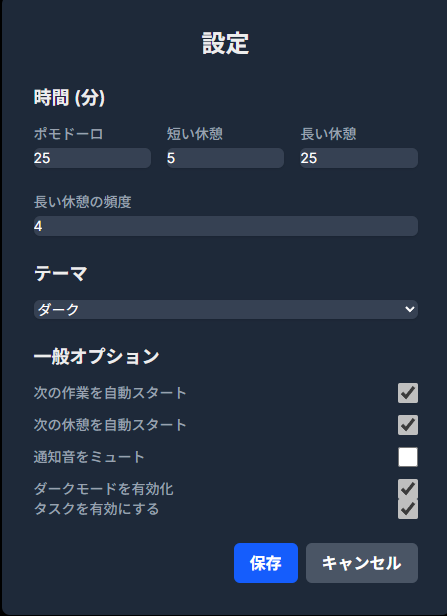 設定
時間 (分)
ポモドーロ 短い休憩 長い休憩
25 5 25
長い休憩の頻度
4
テーマ
ダーク
一般オプション
次の作業を自動スタート
次の休憩を自動スタート
通知音をミュート
ダークモードを有効化
タスクを有効にする
保存 キャンセル